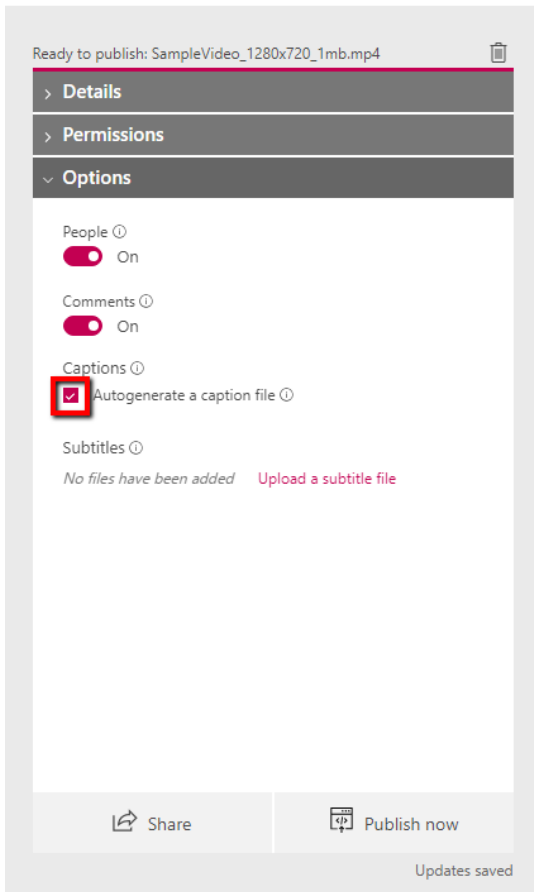 Ready to publish: SampleVideo_1280x720_1mb.mp4
Details
Permissions
Options
People
On
Comments
On
Captions
Autogenerate a caption file
Subtitles
No files have been added Upload a subtitle file
Share Publish now
Updates saved